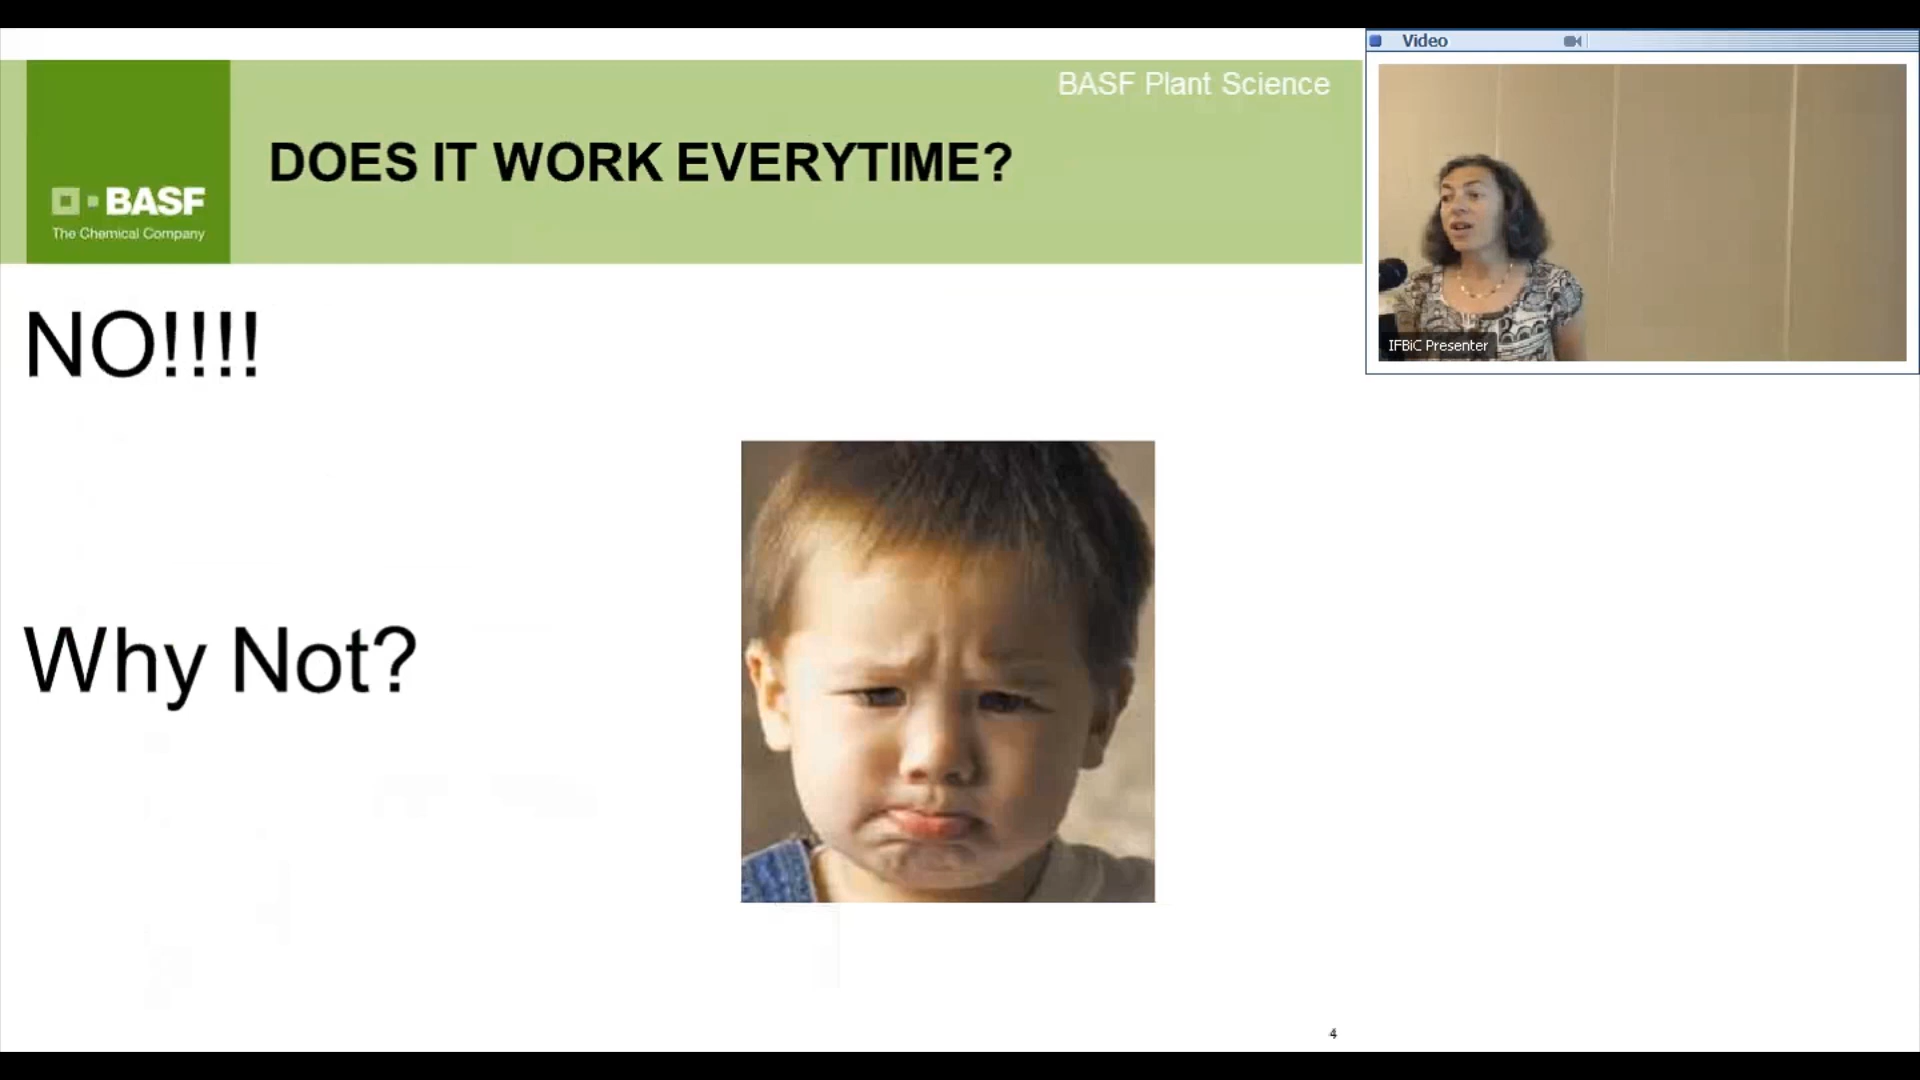 BASF Plant Science
DOES IT WORK EVERYTIME?
BASF
The Chemical Company
NO!!!!
Why Not?
4
Video
IFBiC Presenter